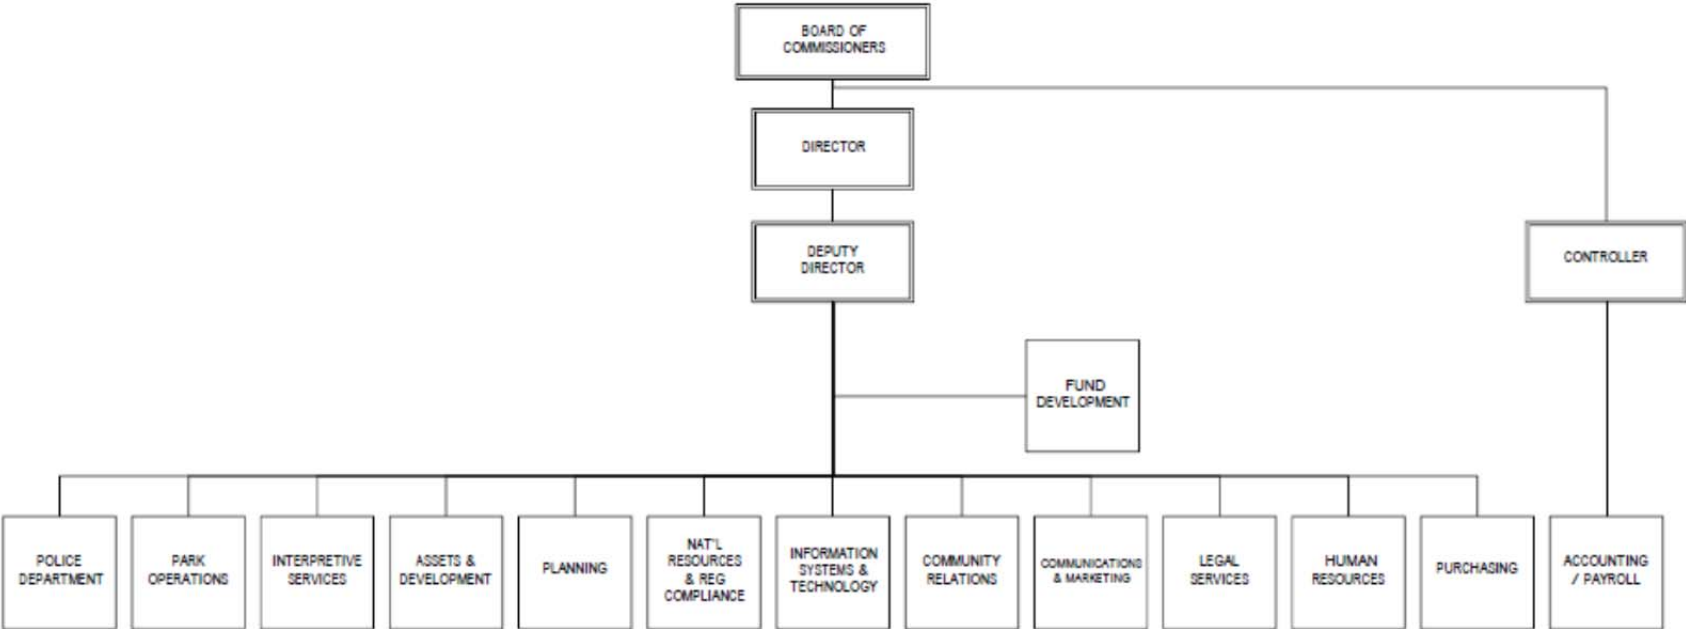 BOARD OF
COMMISSIONERS
DIRECTOR
DEPUTY
DIRECTOR
CONTROLLER
FUND
DEVELOPMENT
POLICE
DEPARTMENT
PARK
OPERATIONS
INTERPRETIVE
SERVICES
ASSETS &
DEVELOPMENT
PLANNING
NAT'L
RESOURCES
& REG
COMPLIANCE
INFORMATION
SYSTEMS &
TECHNOLOGY
COMMUNITY
RELATIONS
COMMUNICATIONS
& MARKETING
LEGAL
SERVICES
HUMAN
RESOURCES
PURCHASING
ACCOUNTING
/ PAYROLL